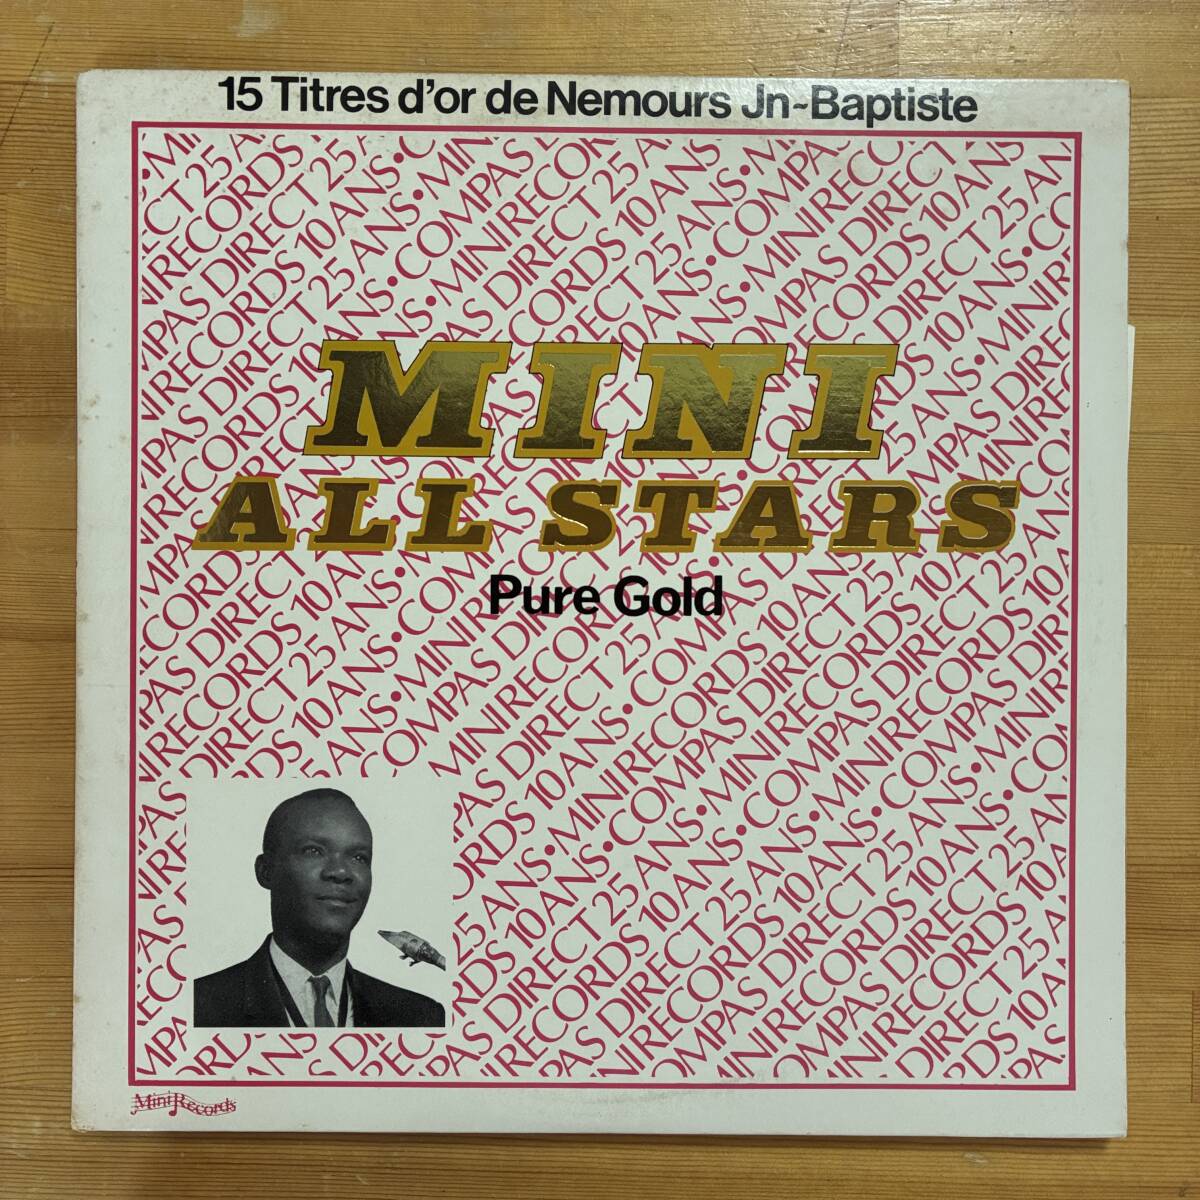 15 Titres d'or de Nemours Jn-Baptiste
MINI
ALL STARS
Pure Gold
MINI RECORDS 10 ANS • COMPAS DIRECT 25 ANS •
Mini Records